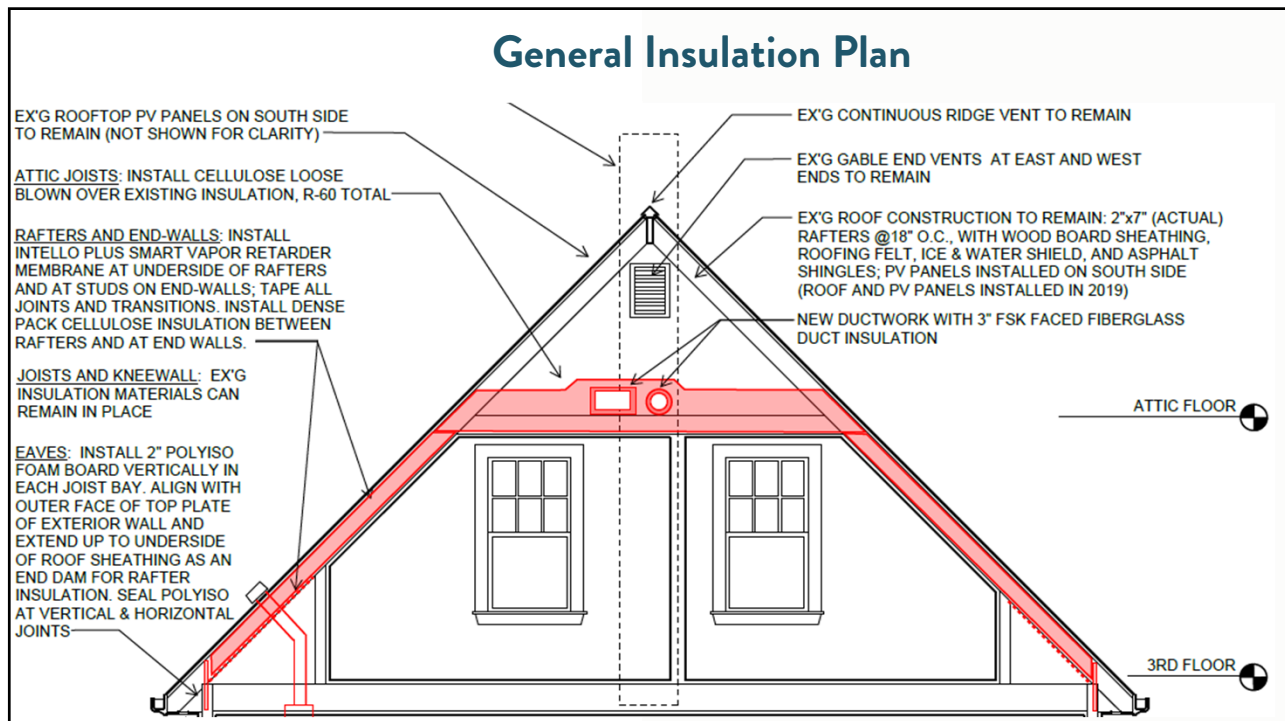 General Insulation Plan
EX'G ROOFTOP PV PANELS ON SOUTH SIDE
TO REMAIN (NOT SHOWN FOR CLARITY)
ATTIC JOISTS: INSTALL CELLULOSE LOOSE
BLOWN OVER EXISTING INSULATION, R-60 TOTAL
RAFTERS AND END-WALLS: INSTALL
INTELLO PLUS SMART VAPOR RETARDER
MEMBRANE AT UNDERSIDE OF RAFTERS
AND AT STUDS ON END-WALLS; TAPE ALL
JOINTS AND TRANSITIONS. INSTALL DENSE
PACK CELLULOSE INSULATION BETWEEN
RAFTERS AND AT END WALLS.
JOISTS AND KNEEWALL: EX'G
INSULATION MATERIALS CAN
REMAIN IN PLACE
EAVES: INSTALL 2" POLYISO
FOAM BOARD VERTICALLY IN
EACH JOIST BAY. ALIGN WITH
OUTER FACE OF TOP PLATE
OF EXTERIOR WALL AND
EXTEND UP TO UNDERSIDE
OF ROOF SHEATHING AS AN
END DAM FOR RAFTER
INSULATION. SEAL POLYISO
AT VERTICAL & HORIZONTAL
JOINTS
EX'G CONTINUOUS RIDGE VENT TO REMAIN
EX'G GABLE END VENTS AT EAST AND WEST
ENDS TO REMAIN
EX'G ROOF CONSTRUCTION TO REMAIN: 2"x7" (ACTUAL)
RAFTERS @18" O.C., WITH WOOD BOARD SHEATHING,
ROOFING FELT, ICE & WATER SHIELD, AND ASPHALT
SHINGLES; PV PANELS INSTALLED ON SOUTH SIDE
(ROOF AND PV PANELS INSTALLED IN 2019)
NEW DUCTWORK WITH 3" FSK FACED FIBERGLASS
DUCT INSULATION
ATTIC FLOOR
3RD FLOOR